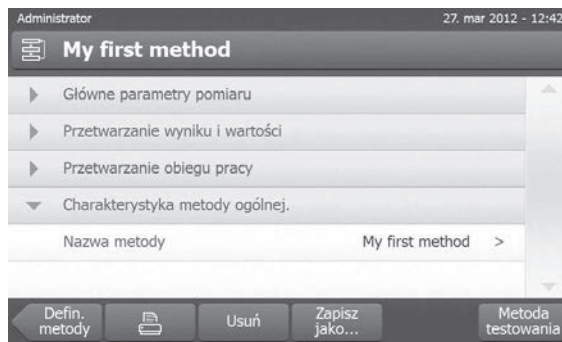 Administrator 27. mar 2012 - 12:42
My first method
Główne parametry pomiaru
Przetwarzanie wyniku i wartości
Przetwarzanie obiegu pracy
Charakterystyka metody ogólnej.
Nazwa metody My first method >
Defin.
metody
Usuń
Zapisz
jako...
Metoda
testowania